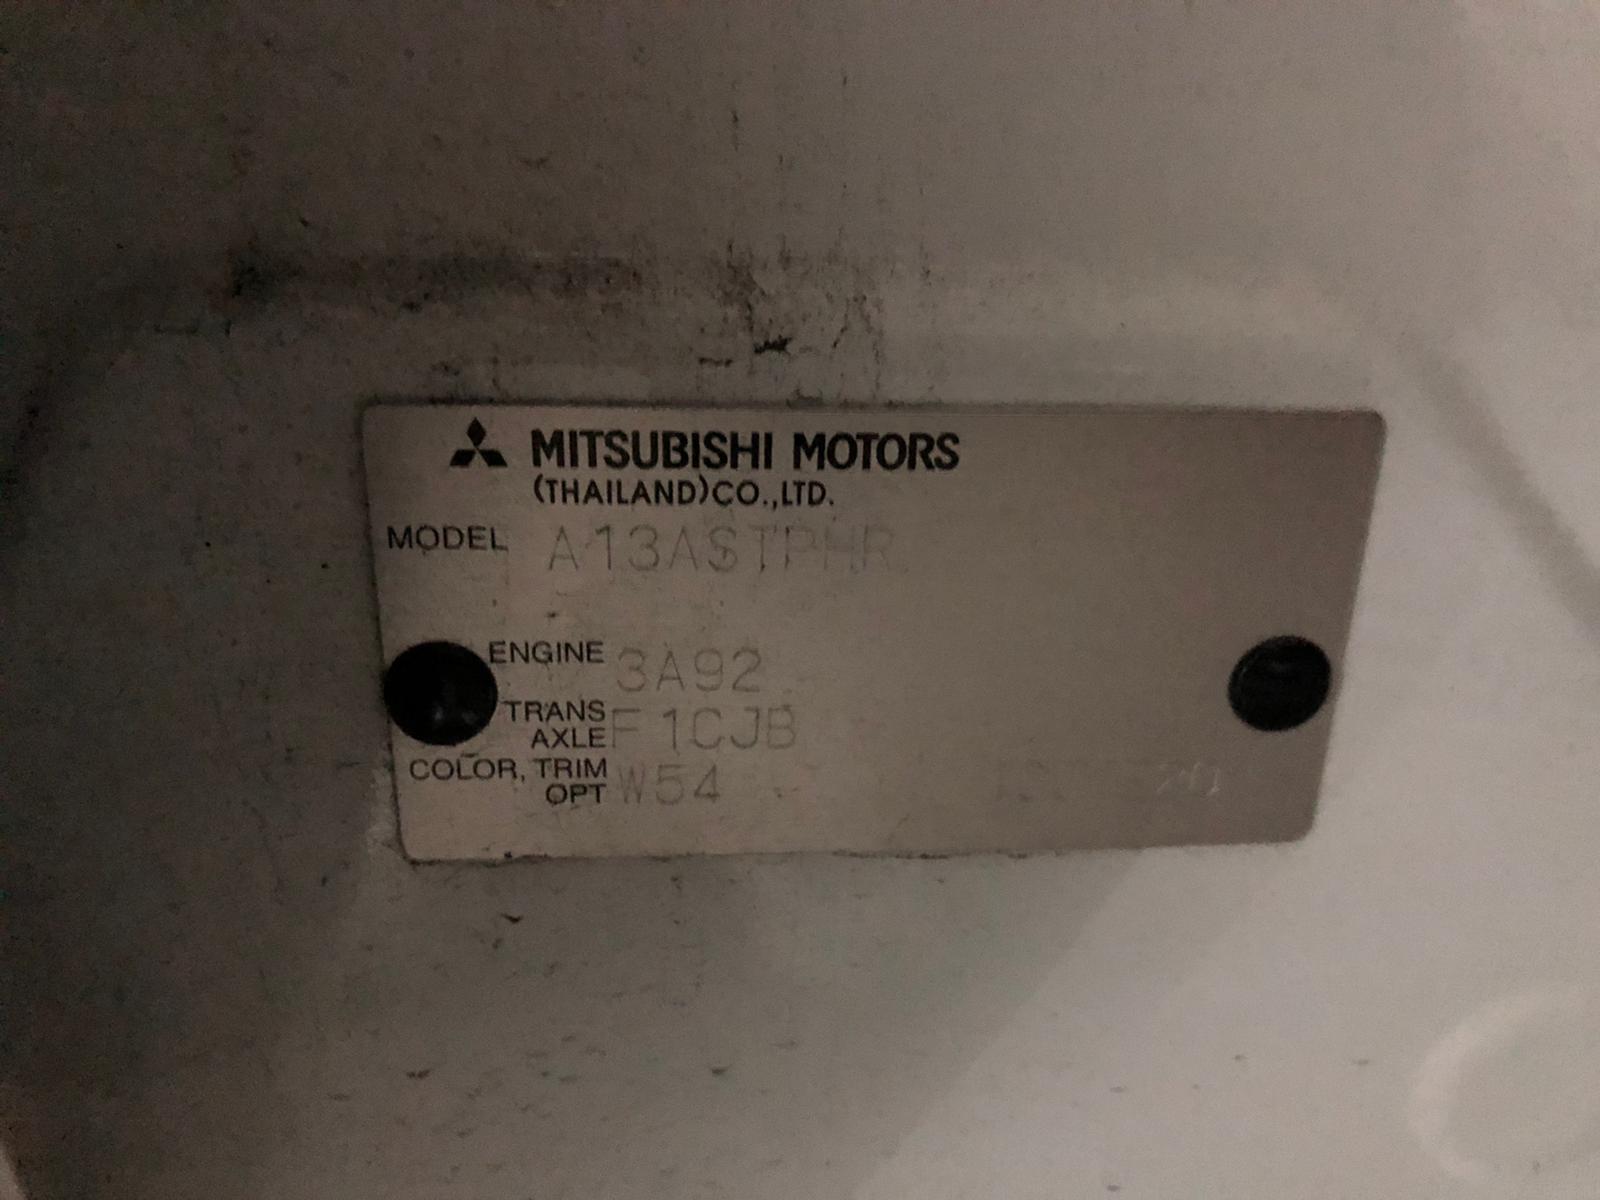 MITSUBISHI MOTORS
(THAILAND)CO.,LTD.
MODEL A13ASTPHR
ENGINE 3A92
TRANS
AXLE F1CJB
COLOR, TRIM
OPT W54